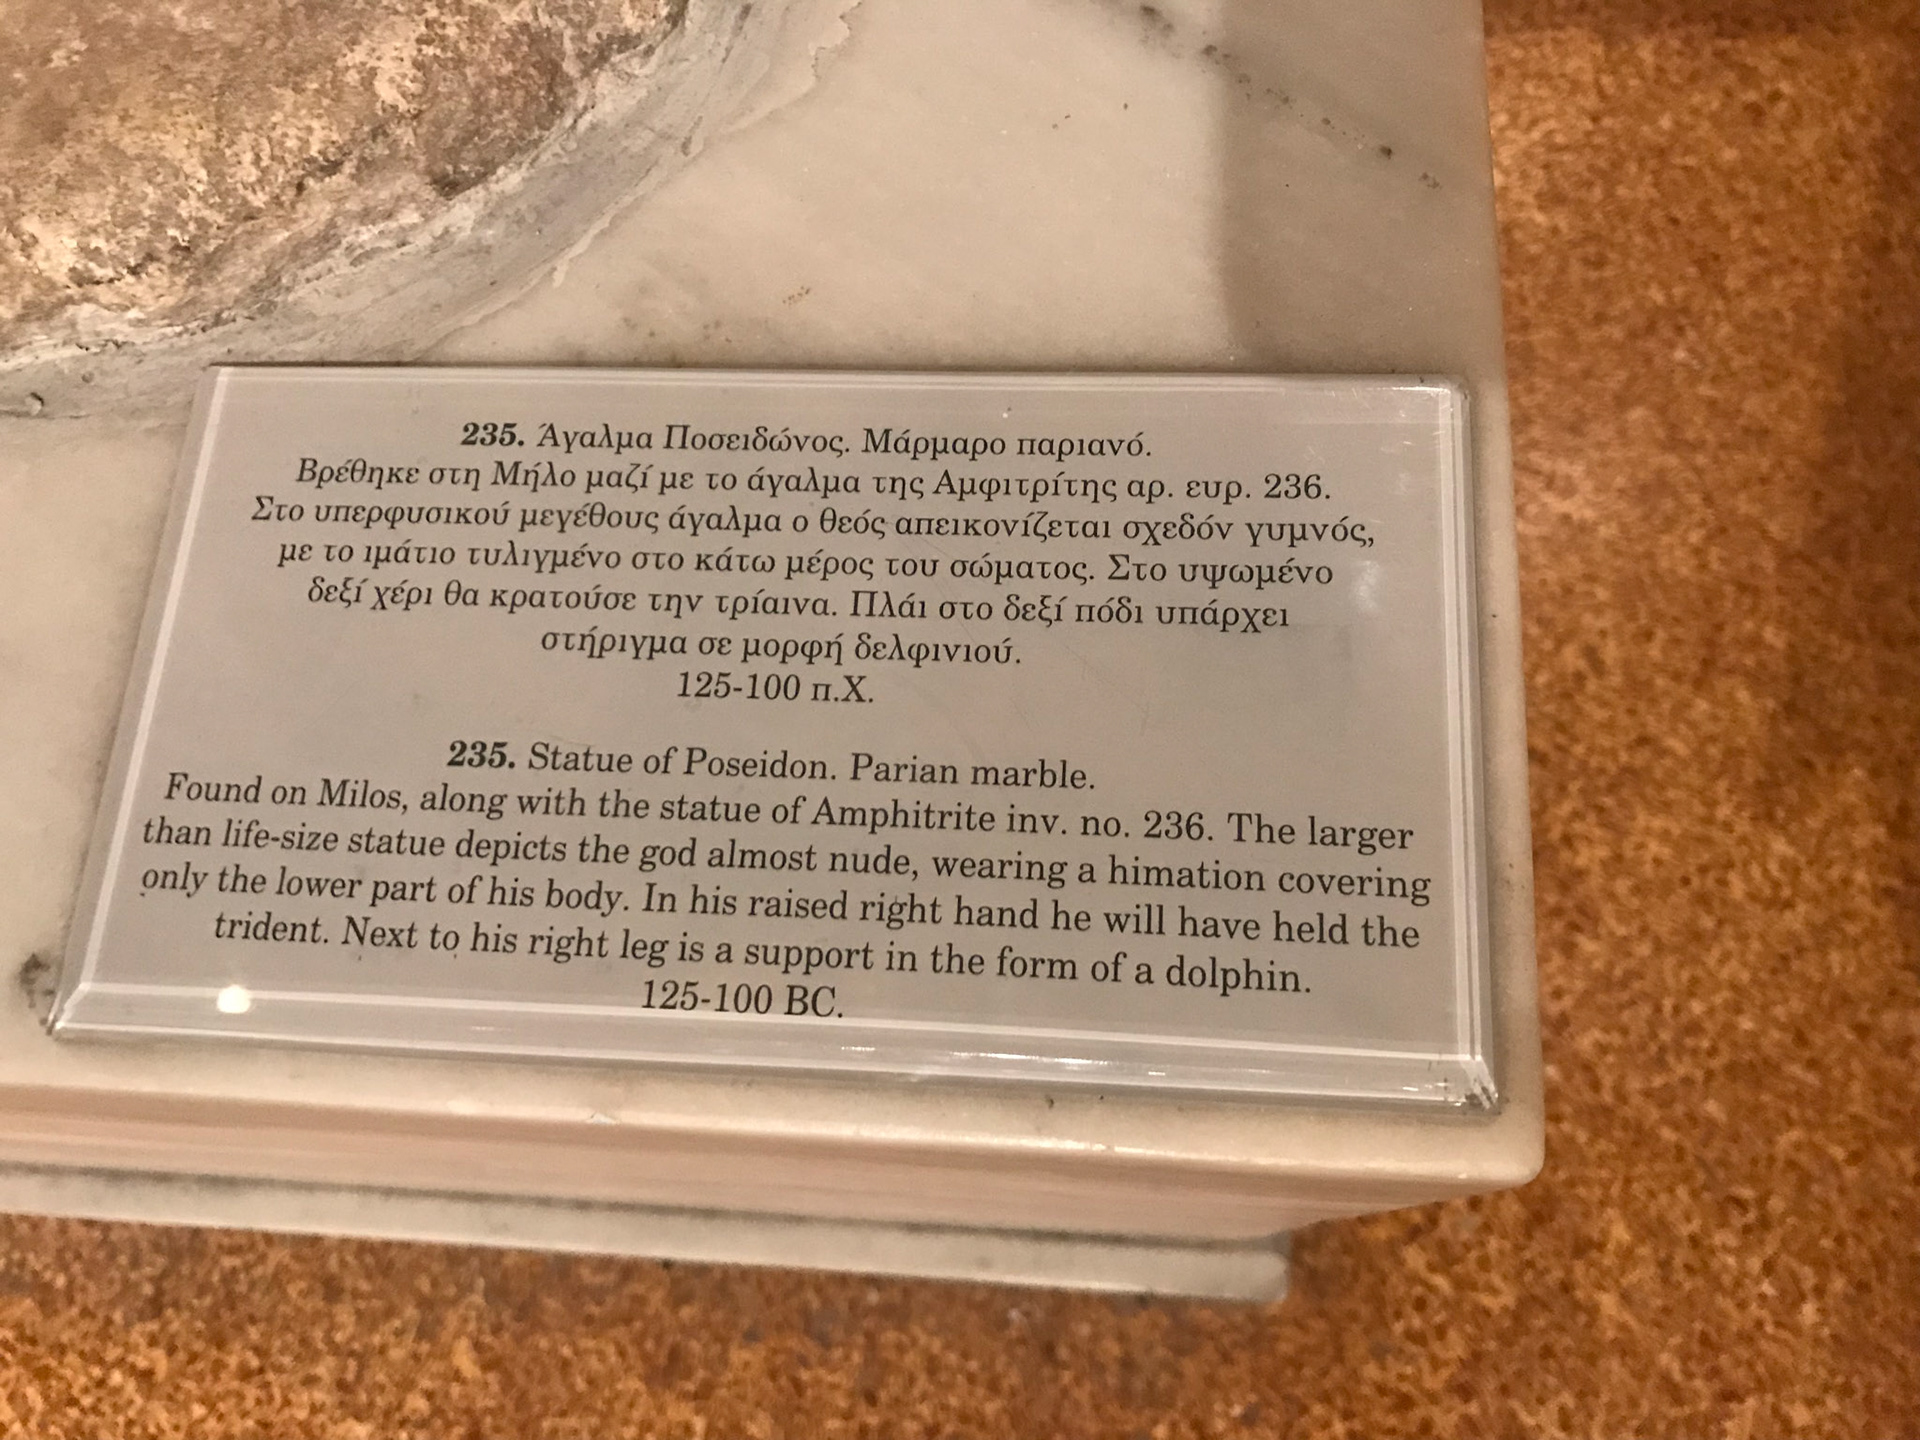 235. Άγαλμα Ποσειδώνος. Μάρμαρο παριανό.
Βρέθηκε στη Μήλο μαζί με το άγαλμα της Αμφιτρίτης αρ. ευρ. 236.
Στο υπερφυσικού μεγέθους άγαλμα ο θεός απεικονίζεται σχεδόν γυμνός,
με το ιμάτιο τυλιγμένο στο κάτω μέρος του σώματος. Στο υψωμένο
δεξί χέρι θα κρατούσε την τρίαινα. Πλάι στο δεξί πόδι υπάρχει
στήριγμα σε μορφή δελφινιού.
125-100 π.Χ.
235. Statue of Poseidon. Parian marble.
Found on Milos, along with the statue of Amphitrite inv. no. 236. The larger
than life-size statue depicts the god almost nude, wearing a himation covering
only the lower part of his body. In his raised right hand he will have held the
trident. Next to his right leg is a support in the form of a dolphin.
125-100 BC.